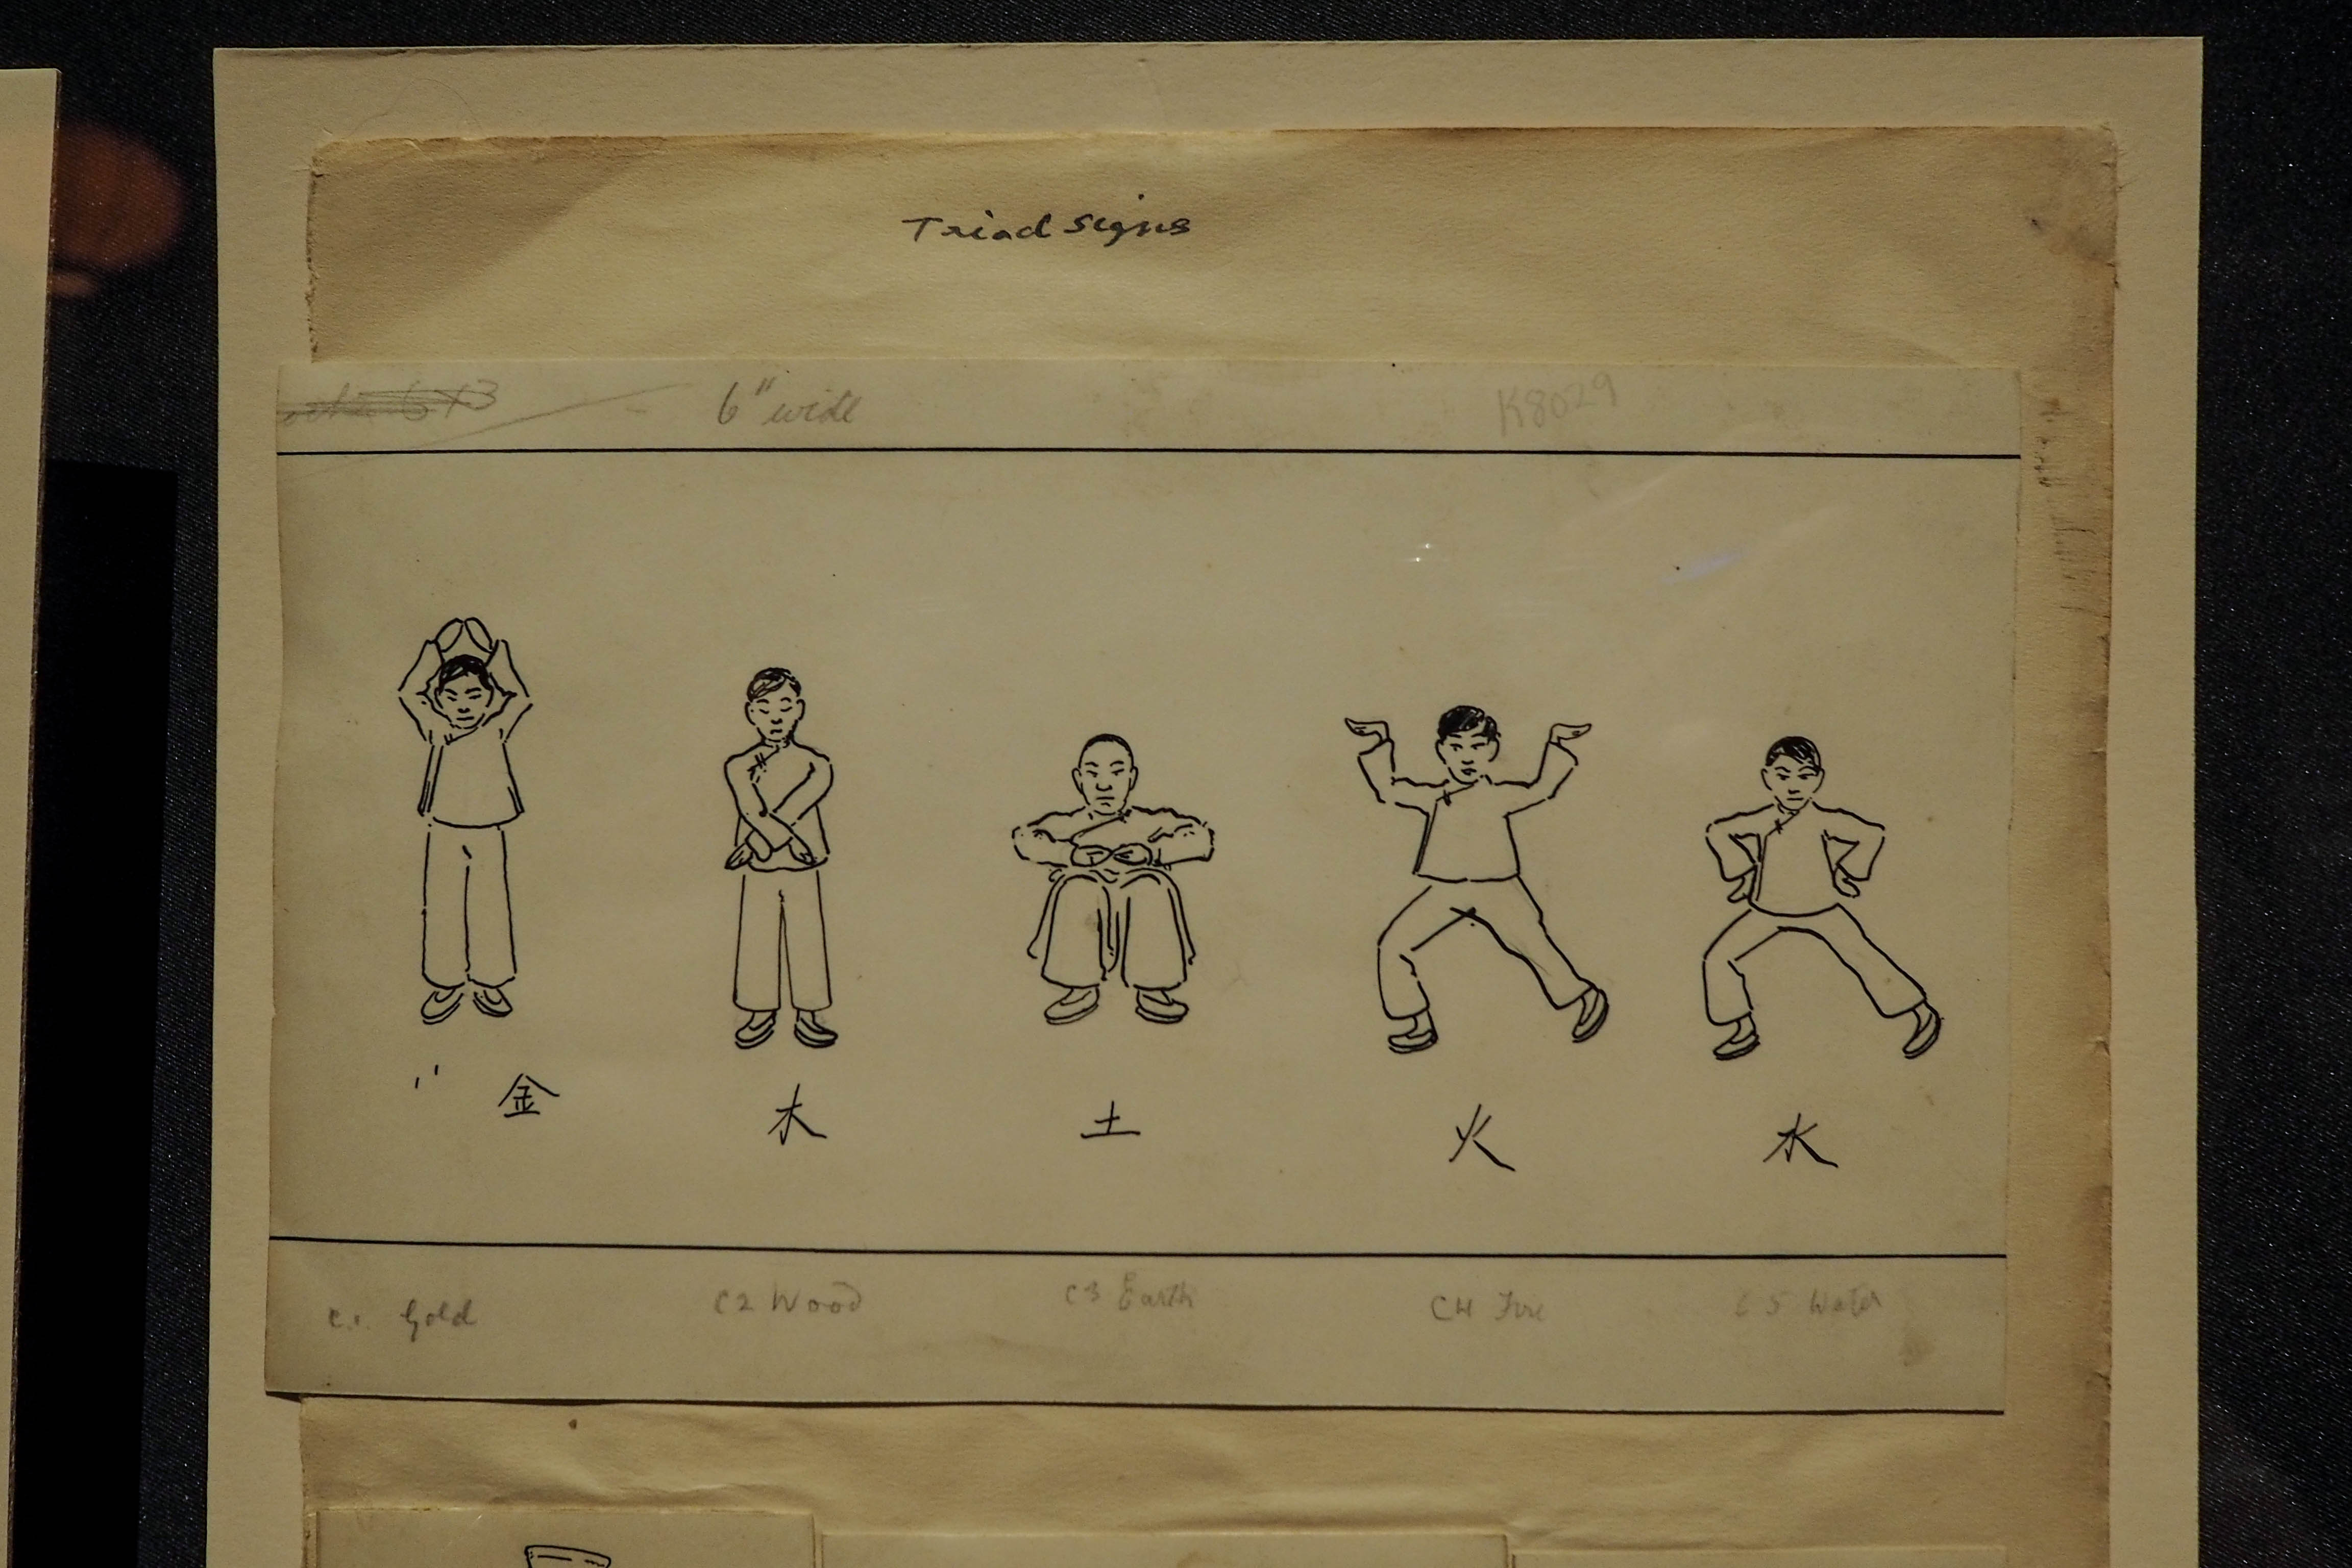 Triad signs
6" wide
K8029
金 木 土 火 水
C1. Gold C2 Wood C3 Earth C4 Fire C5 Water